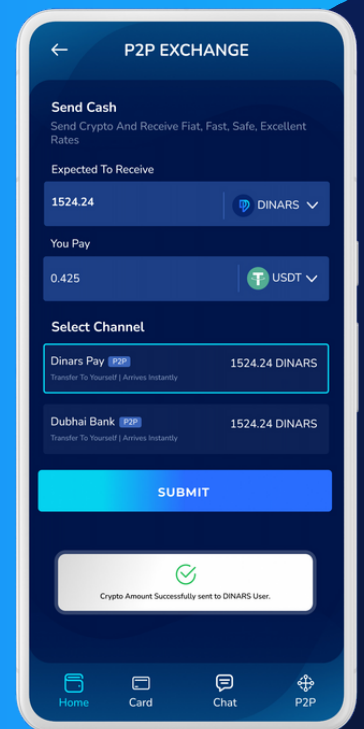 P2P EXCHANGE
Send Cash
Send Crypto And Receive Fiat, Fast, Safe, Excellent
Rates
Expected To Receive
1524.24 DINARS
You Pay
0.425 USDT
Select Channel
Dinars Pay P2P 1524.24 DINARS
Transfer To Yourself | Arrives Instantly
Dubhai Bank P2P 1524.24 DINARS
Transfer To Yourself | Arrives Instantly
SUBMIT
Crypto Amount Successfully sent to DINARS User.
Home Card Chat P2P